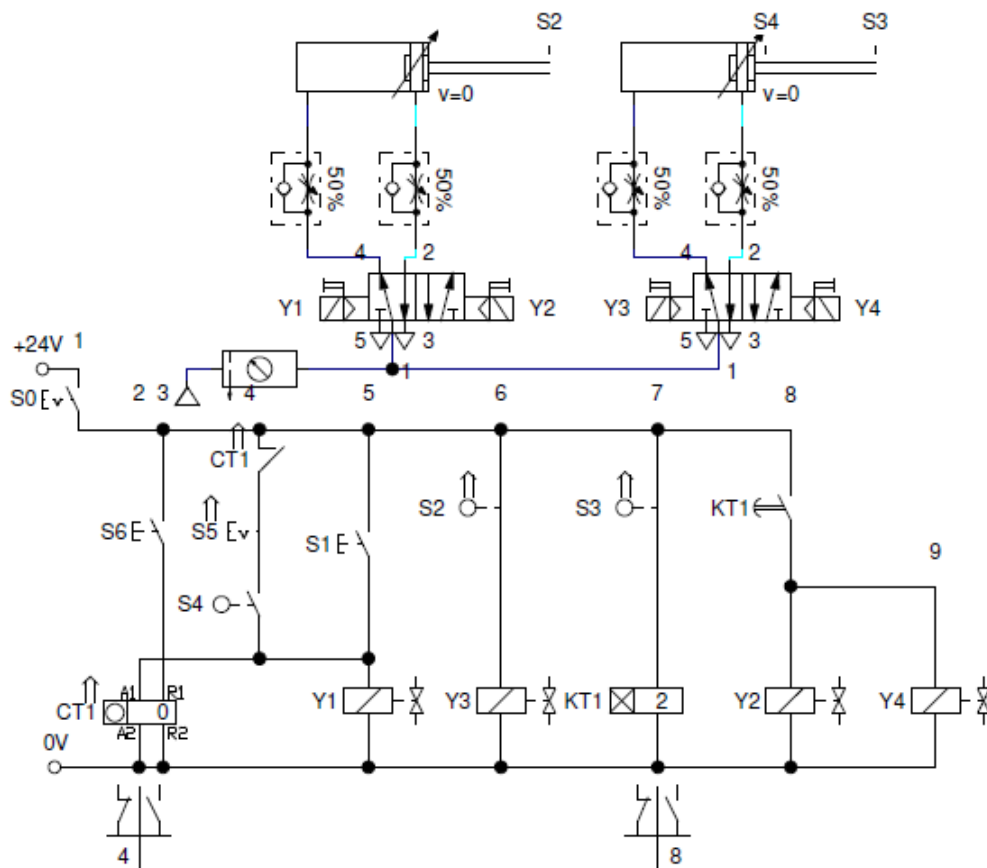 S2 S4 S3
v=0 v=0
50% 50% 50% 50%
4 2 4 2
Y1 Y2 Y3 Y4
5 3 5 3
+24V 1 1 1
2 3 4 5 6 7 8
S0
CT1
S2 S3 KT1
S6 S5 S1
9
S4
A1 R1
CT1 0 Y1 Y3 KT1 2 Y2 Y4
A2 R2
0V
4 8